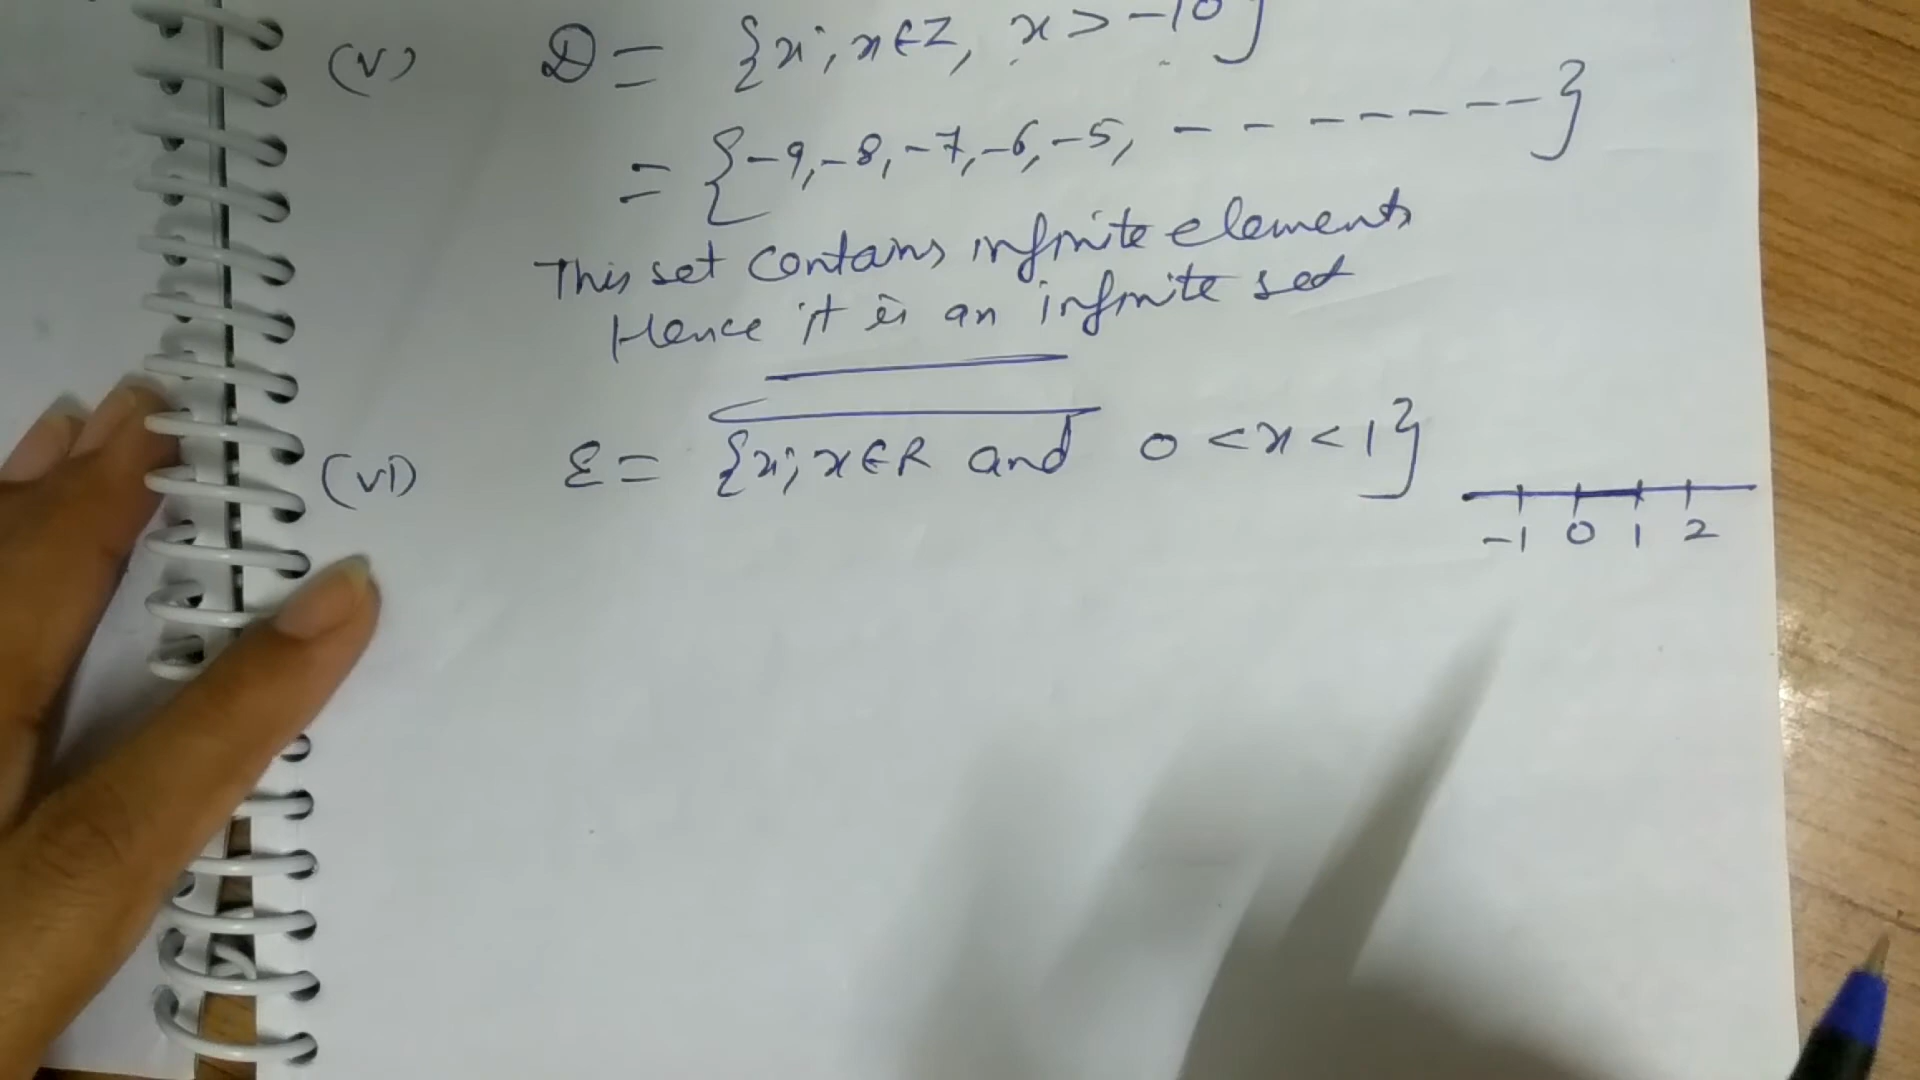 (V) D = {x; x∈Z, x > -10}
= {-9, -8, -7, -6, -5, - - - - - - -}
This set contains infinite elements
Hence it is an infinite set
(VI) E = {x; x∈R and 0 < x < 1}
-1 0 1 2